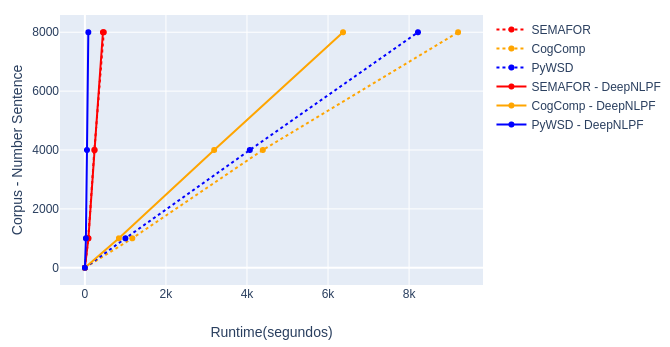 8000
6000
4000
2000
0
Corpus - Number Sentence
0 2k 4k 6k 8k
Runtime(segundos)
SEMAFOR
CogComp
PyWSD
SEMAFOR - DeepNLPF
CogComp - DeepNLPF
PyWSD - DeepNLPF